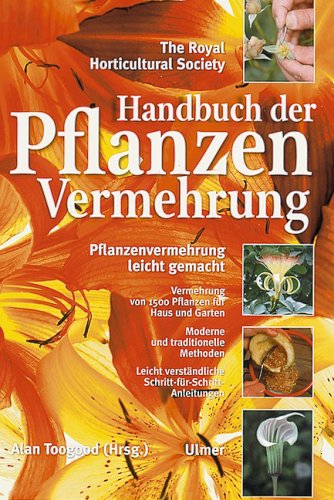 The Royal
Horticultural Society
Handbuch der
Pflanzen
Vermehrung
Pflanzenvermehrung
leicht gemacht
Vermehrung
von 1500 Pflanzen für
Haus und Garten
Moderne
und traditionelle
Methoden
Leicht verständliche
Schritt-für-Schritt-
Anleitungen
Alan Toogood (Hrsg.)
Ulmer